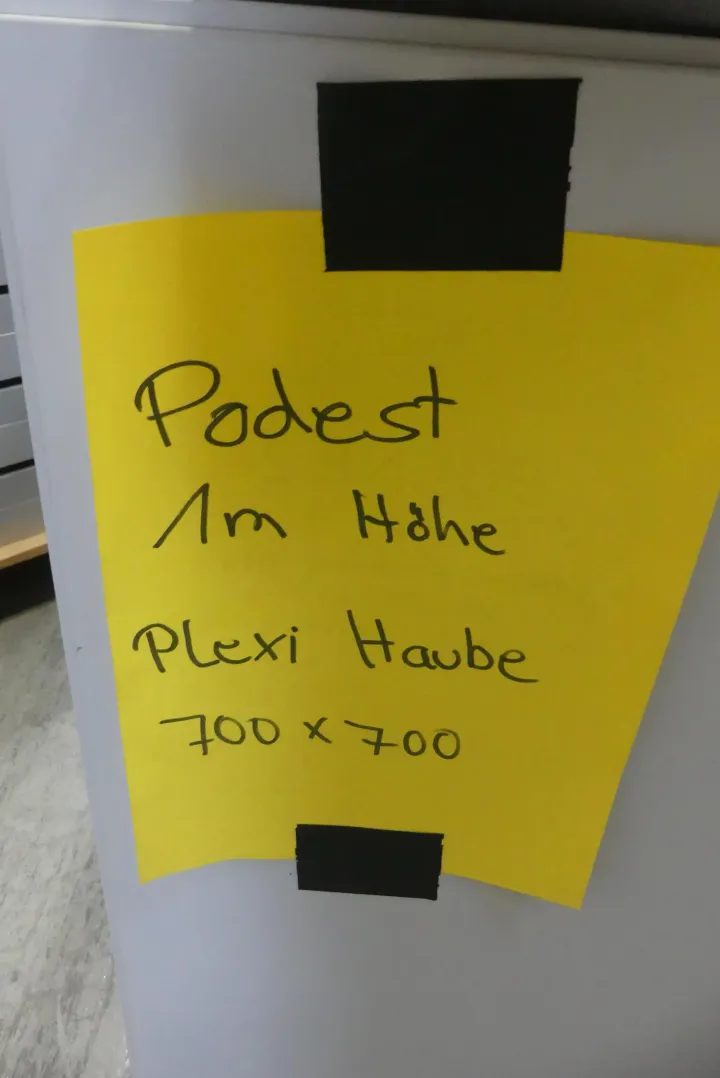 Podest
1m Höhe
Plexi Haube
700 x 700